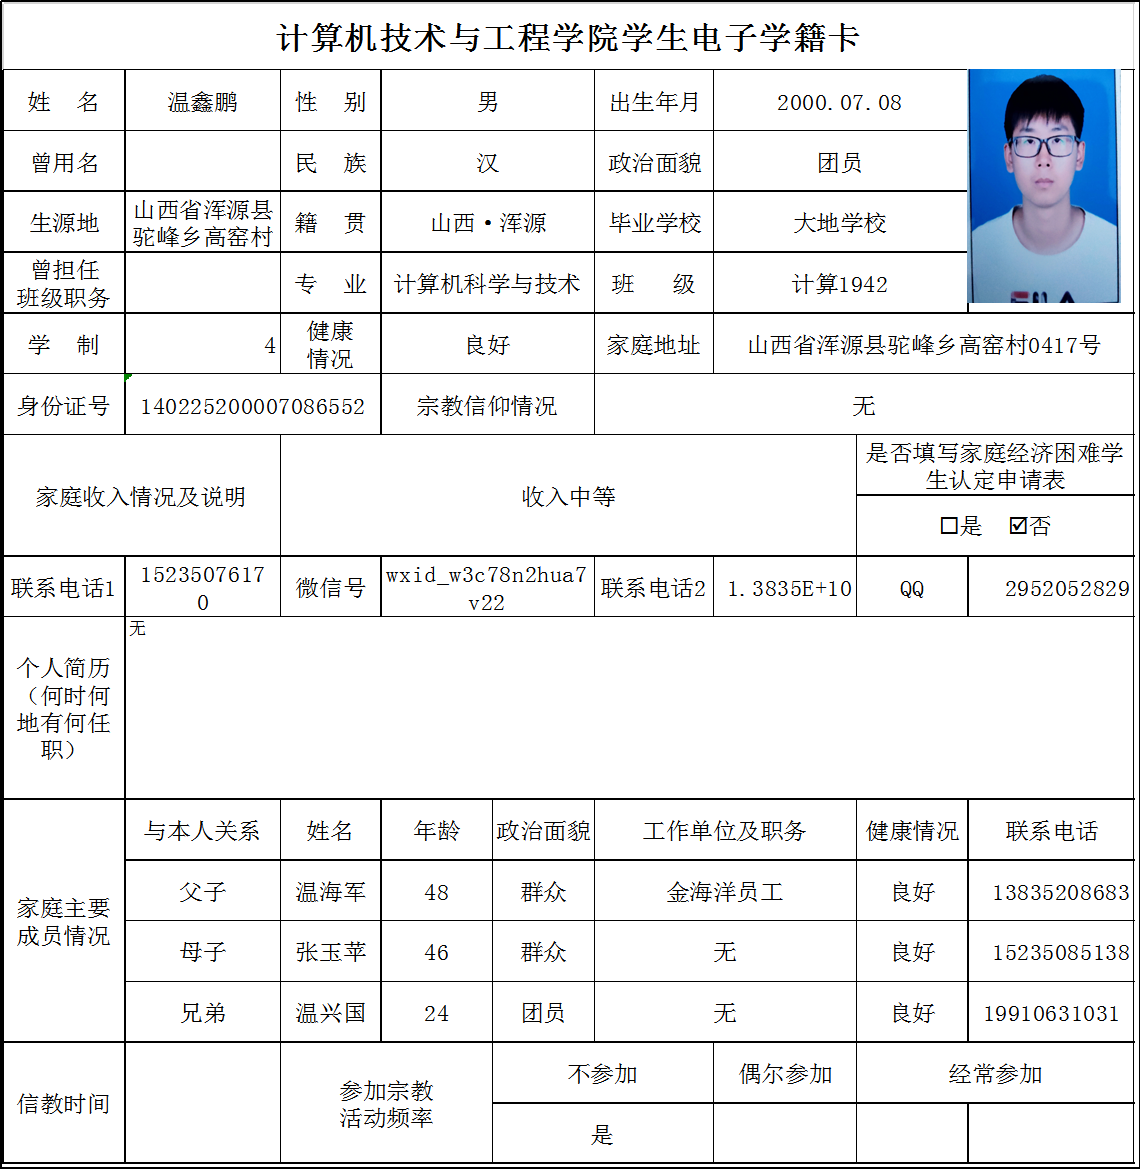 计算机技术与工程学院学生电子学籍卡
姓 名 温鑫鹏 性 别 男 出生年月 2000.07.08
曾用名 民 族 汉 政治面貌 团员
生源地 山西省浑源县
驼峰乡高窑村 籍 贯 山西·浑源 毕业学校 大地学校
曾担任
班级职务 专 业 计算机科学与技术 班 级 计算1942
学 制 4 健康
情况 良好 家庭地址 山西省浑源县驼峰乡高窑村0417号
身份证号 140225200007086552 宗教信仰情况 无
家庭收入情况及说明 收入中等 是否填写家庭经济困难学
生认定申请表
☐是 ☑否
联系电话1 1523507617
0 微信号 wxid_w3c78n2hua7
v22 联系电话2 1.3835E+10 QQ 2952052829
个人简历
（何时何
地有何任
职） 无
家庭主要
成员情况
与本人关系 姓名 年龄 政治面貌 工作单位及职务 健康情况 联系电话
父子 温海军 48 群众 金海洋员工 良好 13835208683
母子 张玉苹 46 群众 无 良好 15235085138
兄弟 温兴国 24 团员 无 良好 19910631031
信教时间 参加宗教
活动频率 不参加 偶尔参加 经常参加
是